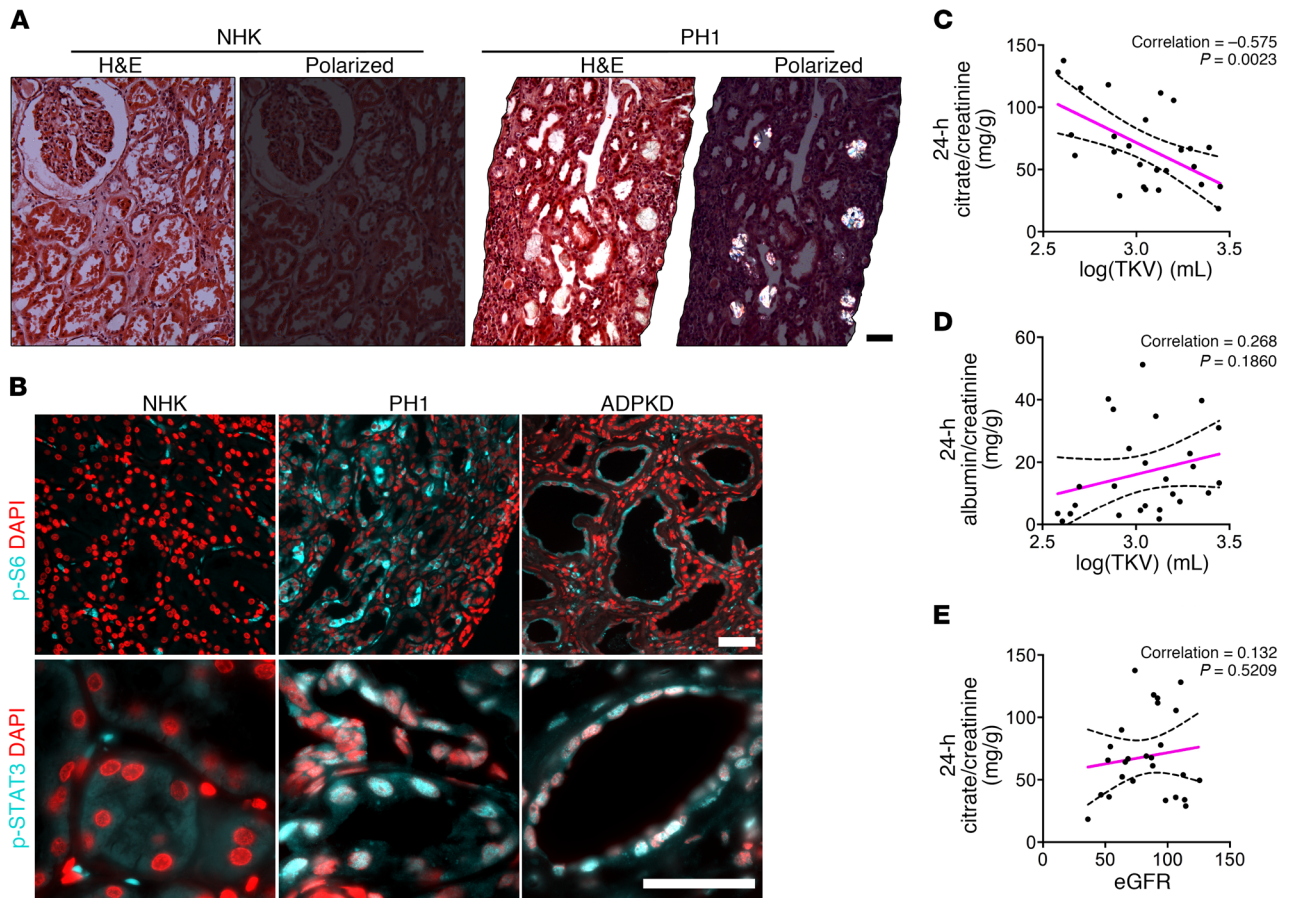 A
NHK
PH1
H&E
Polarized
H&E
Polarized
B
NHK
PH1
ADPKD
p-S6 DAPI
p-STAT3 DAPI
C
Correlation = –0.575
P = 0.0023
24-h
citrate/creatinine
(mg/g)
150
100
50
0
2.5
3.0
3.5
log(TKV) (mL)
D
Correlation = 0.268
P = 0.1860
24-h
albumin/creatinine
(mg/g)
60
40
20
0
2.5
3.0
3.5
log(TKV) (mL)
E
Correlation = 0.132
P = 0.5209
24-h
citrate/creatinine
(mg/g)
150
100
50
0
0
50
100
150
eGFR